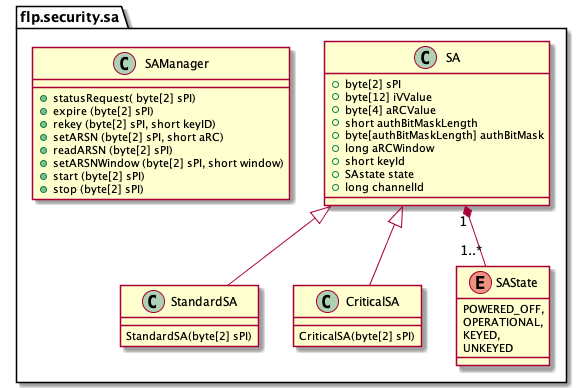 flp.security.sa
C SAManager
statusRequest( byte[2] sPI)
expire (byte[2] sPI)
rekey (byte[2] sPI, short keyID)
setARSN (byte[2] sPI, short aRC)
readARSN (byte[2] sPI)
setARSNWindow (byte[2] sPI, short window)
start (byte[2] sPI)
stop (byte[2] sPI)
C SA
byte[2] sPI
byte[12] iVValue
byte[4] aRCValue
short authBitMaskLength
byte[authBitMaskLength] authBitMask
long aRCWindow
short keyId
SAstate state
long channelId
1
1..*
C StandardSA
StandardSA(byte[2] sPI)
C CriticalSA
CriticalSA(byte[2] sPI)
E SAState
POWERED_OFF,
OPERATIONAL,
KEYED,
UNKEYED